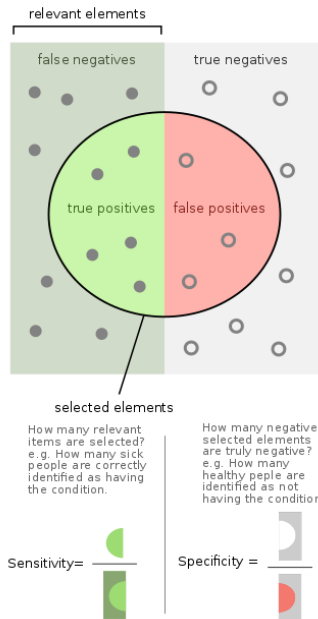 relevant elements
false negatives
true negatives
true positives
false positives
selected elements
How many relevant
items are selected?
e.g. How many sick
people are correctly
identified as having
the condition.
How many negative
selected elements
are truly negative?
e.g. How many
healthy peple are
identified as not
having the condition
Sensitivity=
Specificity =